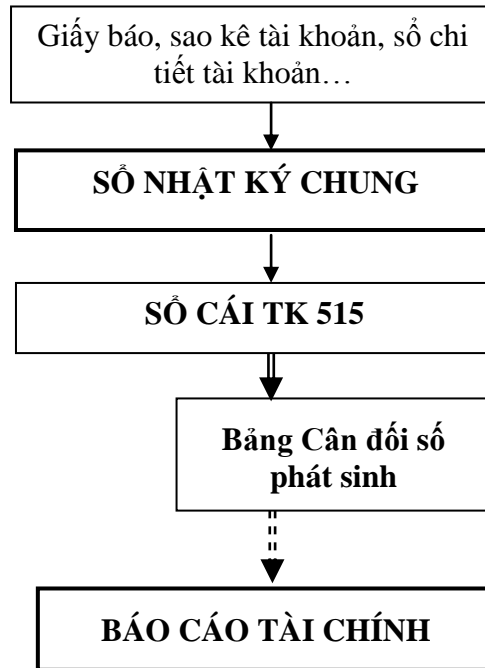 Giấy báo, sao kê tài khoản, sổ chi
tiết tài khoản…
SỔ NHẬT KÝ CHUNG
SỔ CÁI TK 515
Bảng Cân đối số
phát sinh
BÁO CÁO TÀI CHÍNH